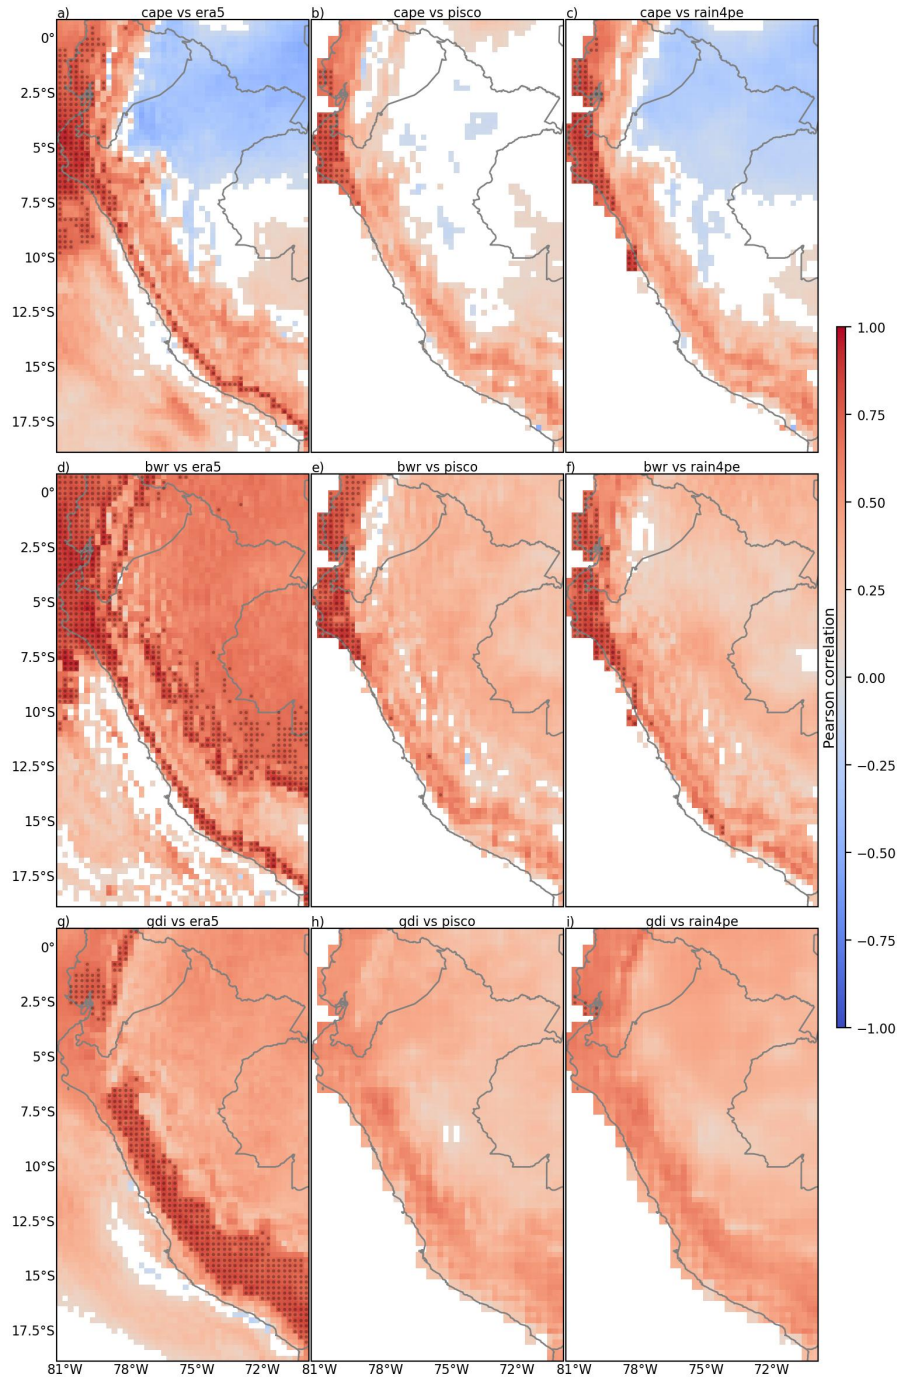 a) cape vs era5
b) cape vs pisco
c) cape vs rain4pe
0°
2.5°S
5°S
7.5°S
10°S
12.5°S
15°S
17.5°S
d) bwr vs era5
e) bwr vs pisco
f) bwr vs rain4pe
0°
2.5°S
5°S
7.5°S
10°S
12.5°S
15°S
17.5°S
g) gdi vs era5
h) gdi vs pisco
i) gdi vs rain4pe
0°
2.5°S
5°S
7.5°S
10°S
12.5°S
15°S
17.5°S
81°W 78°W 75°W 72°W 81°W 78°W 75°W 72°W 81°W 78°W 75°W 72°W
1.00
0.75
0.50
0.25
0.00
−0.25
−0.50
−0.75
−1.00
Pearson correlation